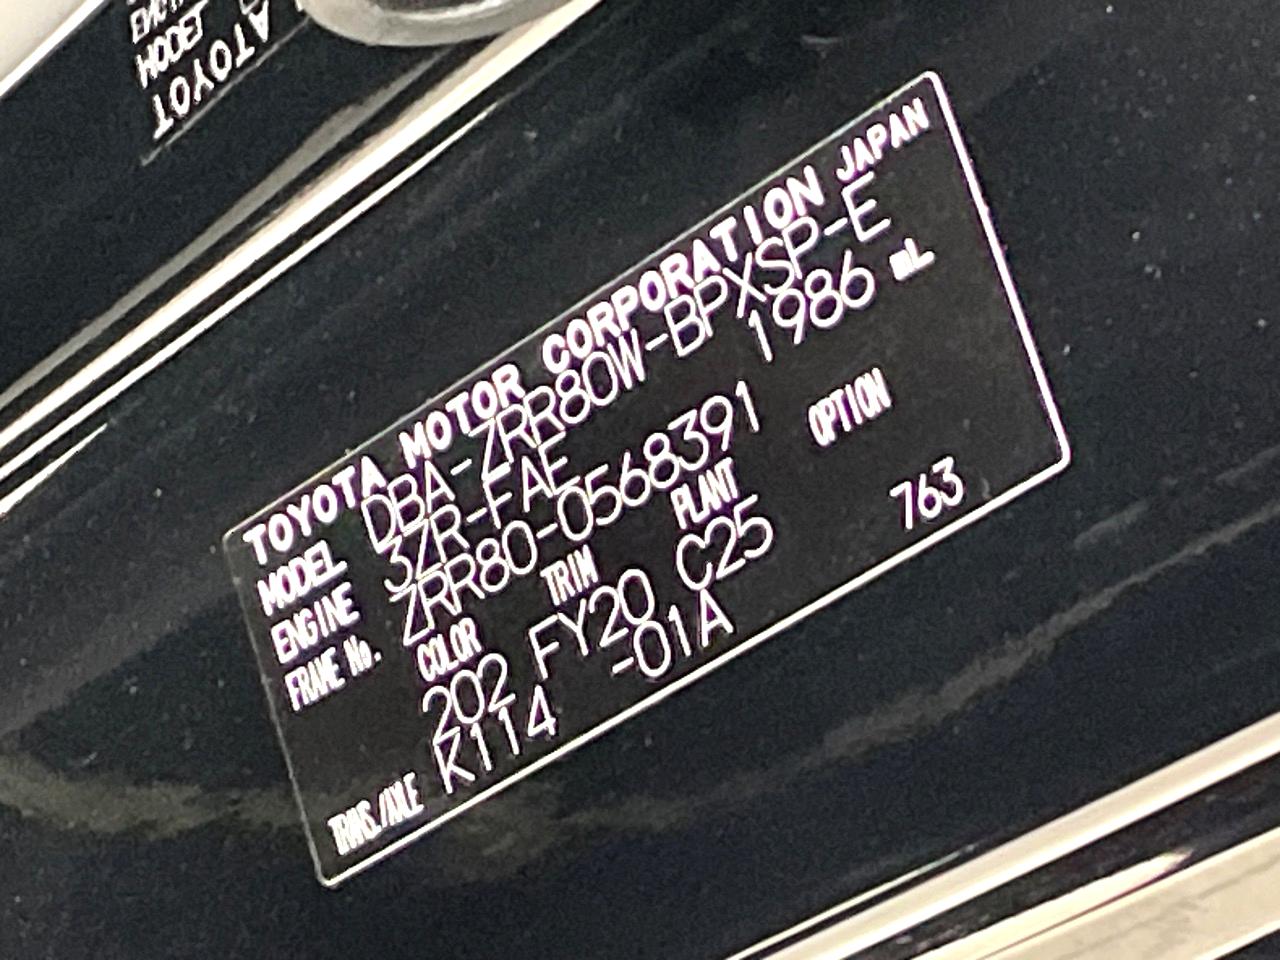 TOYOTA MOTOR CORPORATION JAPAN
MODEL DBA-ZRR80W-BPXSP-E
ENGINE 3ZR-FAE 1986 mL
FRAME No. ZRR80-0568391
COLOR TRIM PLANT OPTION
202 FY20 C25 763
TRANS./AXLE K114 -01A
TOYOTA
MODEL